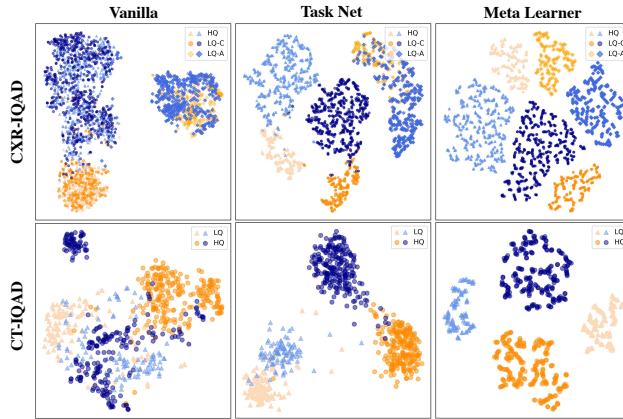 Vanilla
Task Net
Meta Learner
CXR-IQAD
HQ
LQ-C
LQ-A
HQ
LQ-C
LQ-A
HQ
LQ-C
LQ-A
CT-IQAD
LQ
HQ
LQ
HQ
LQ
HQ